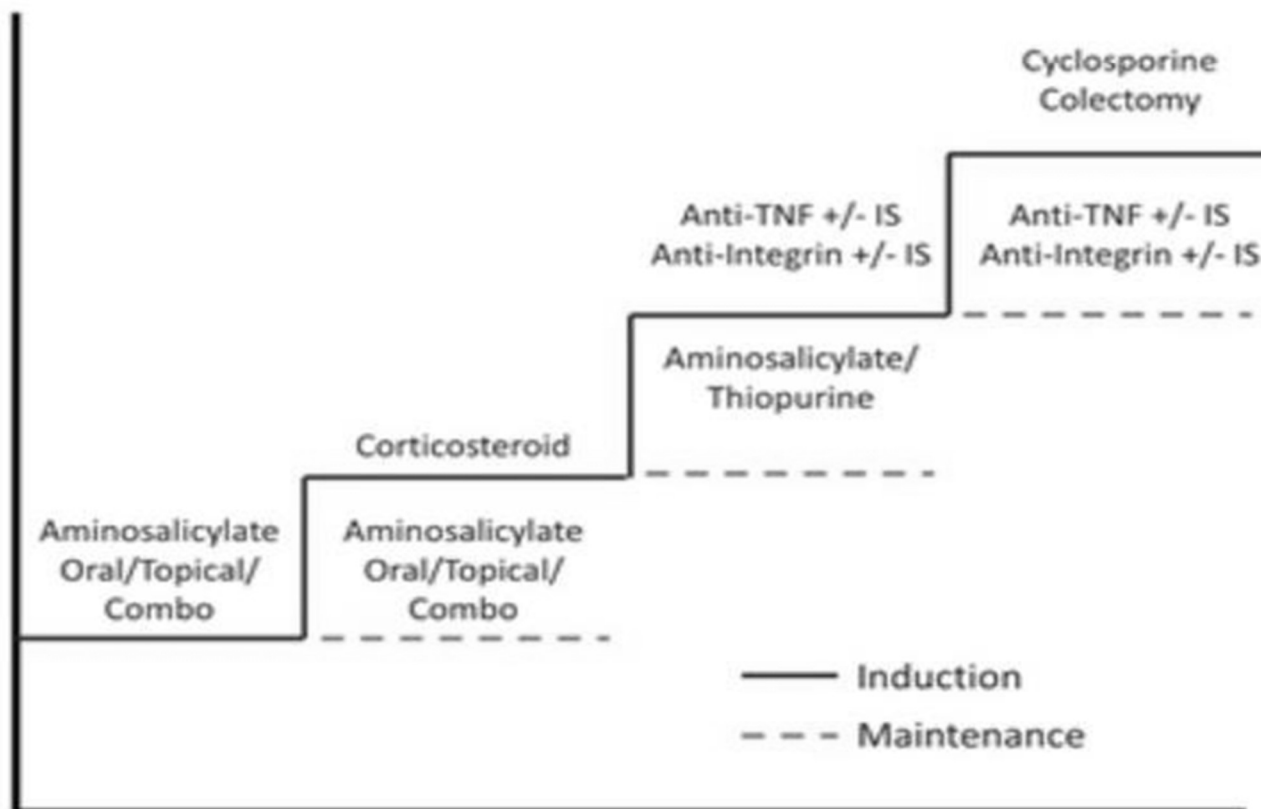 Cyclosporine
Colectomy
Anti-TNF +/- IS
Anti-Integrin +/- IS
Anti-TNF +/- IS
Anti-Integrin +/- IS
Aminosalicylate/
Thiopurine
Corticosteroid
Aminosalicylate
Oral/Topical/
Combo
Aminosalicylate
Oral/Topical/
Combo
Induction
Maintenance